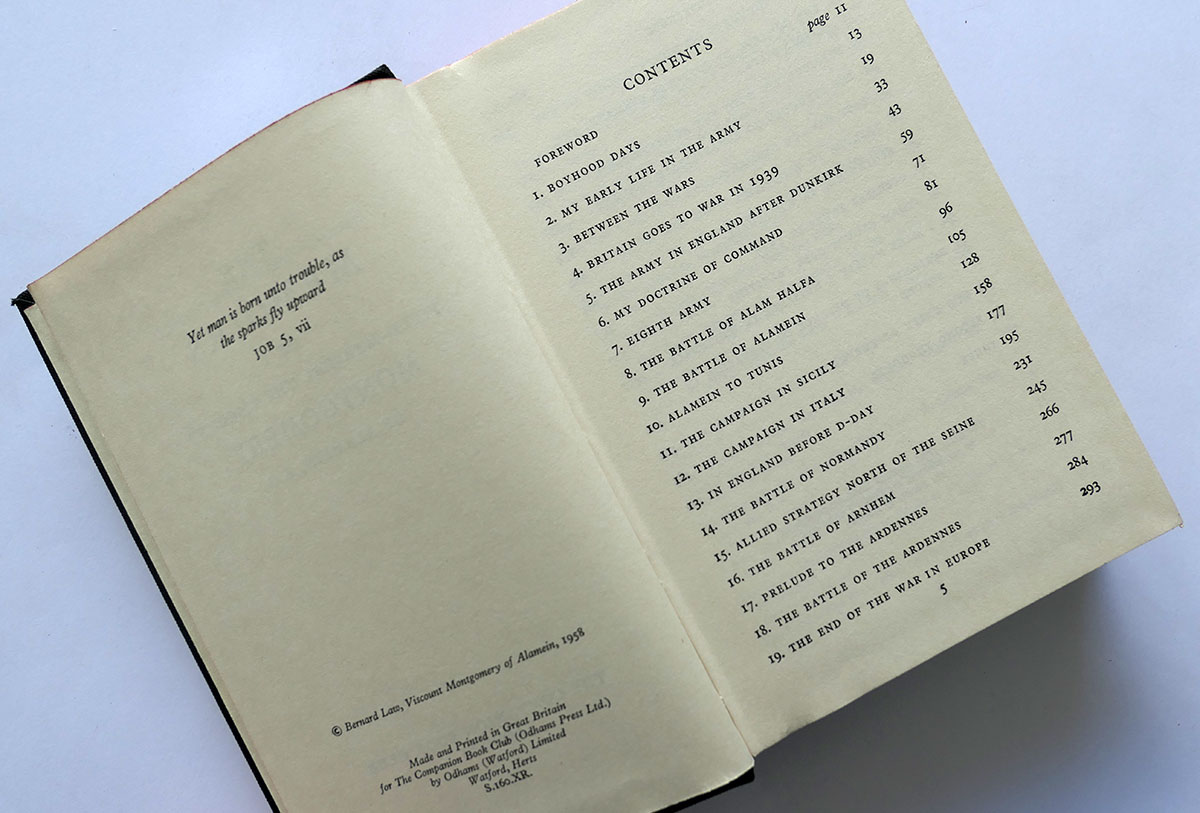 Yet man is born unto trouble, as
the sparks fly upward
JOB 5, vii
© Bernard Law, Viscount Montgomery of Alamein, 1958
Made and Printed in Great Britain
for The Companion Book Club (Odhams Press Ltd.)
by Odhams (Watford) Limited
Watford, Herts
S.160.XR.
CONTENTS
FOREWORD page 11
1. BOYHOOD DAYS 13
2. MY EARLY LIFE IN THE ARMY 19
3. BETWEEN THE WARS 33
4. BRITAIN GOES TO WAR IN 1939 43
5. THE ARMY IN ENGLAND AFTER DUNKIRK 59
6. MY DOCTRINE OF COMMAND 71
7. EIGHTH ARMY 81
8. THE BATTLE OF ALAM HALFA 96
9. THE BATTLE OF ALAMEIN 105
10. ALAMEIN TO TUNIS 128
11. THE CAMPAIGN IN SICILY 158
12. THE CAMPAIGN IN ITALY 177
13. IN ENGLAND BEFORE D-DAY 195
14. THE BATTLE OF NORMANDY 231
15. ALLIED STRATEGY NORTH OF THE SEINE 245
16. THE BATTLE OF ARNHEM 266
17. PRELUDE TO THE ARDENNES 277
18. THE BATTLE OF THE ARDENNES 284
19. THE END OF THE WAR IN EUROPE 293
5